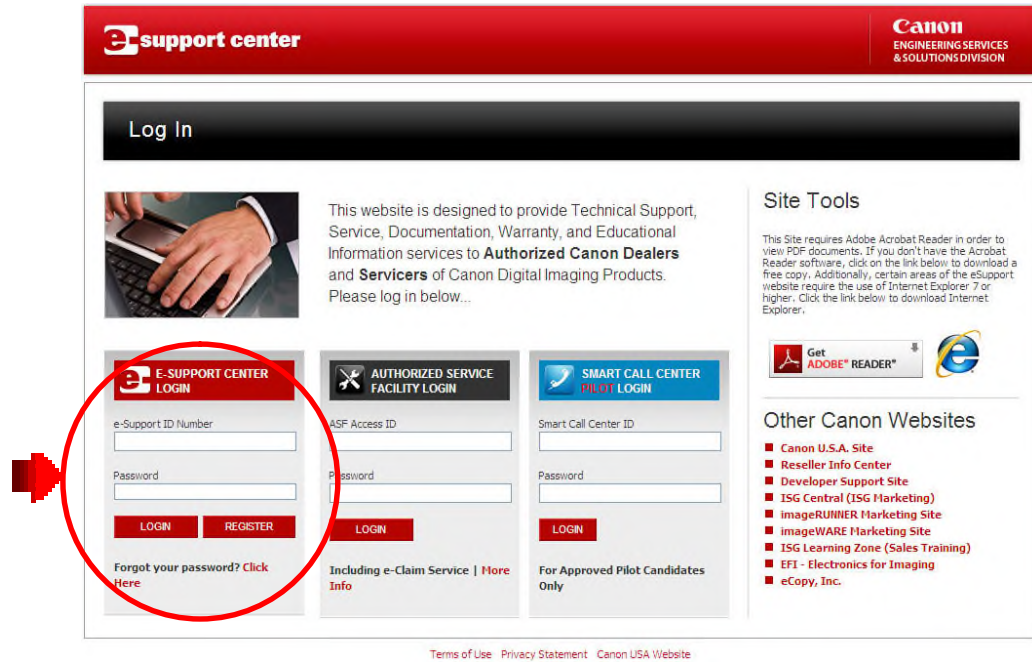 e-support center
Canon
ENGINEERING SERVICES
& SOLUTIONS DIVISION
Log In
This website is designed to provide Technical Support,
Service, Documentation, Warranty, and Educational
Information services to Authorized Canon Dealers
and Servicers of Canon Digital Imaging Products.
Please log in below...
E-SUPPORT CENTER
LOGIN
e-Support ID Number
Password
LOGIN REGISTER
Forgot your password? Click
Here
AUTHORIZED SERVICE
FACILITY LOGIN
ASF Access ID
Password
LOGIN
Including e-Claim Service | More
Info
SMART CALL CENTER
PILOT LOGIN
Smart Call Center ID
Password
LOGIN
For Approved Pilot Candidates
Only
Site Tools
This Site requires Adobe Acrobat Reader in order to
view PDF documents. If you don't have the Acrobat
Reader software, click on the link below to download a
free copy. Additionally, certain areas of the eSupport
website require the use of Internet Explorer 7 or
higher. Click the link below to download Internet
Explorer.
Get
ADOBE® READER®
Other Canon Websites
Canon U.S.A. Site
Reseller Info Center
Developer Support Site
ISG Central (ISG Marketing)
imageRUNNER Marketing Site
imageWARE Marketing Site
ISG Learning Zone (Sales Training)
EFI - Electronics for Imaging
eCopy, Inc.
Terms of Use Privacy Statement Canon USA Website